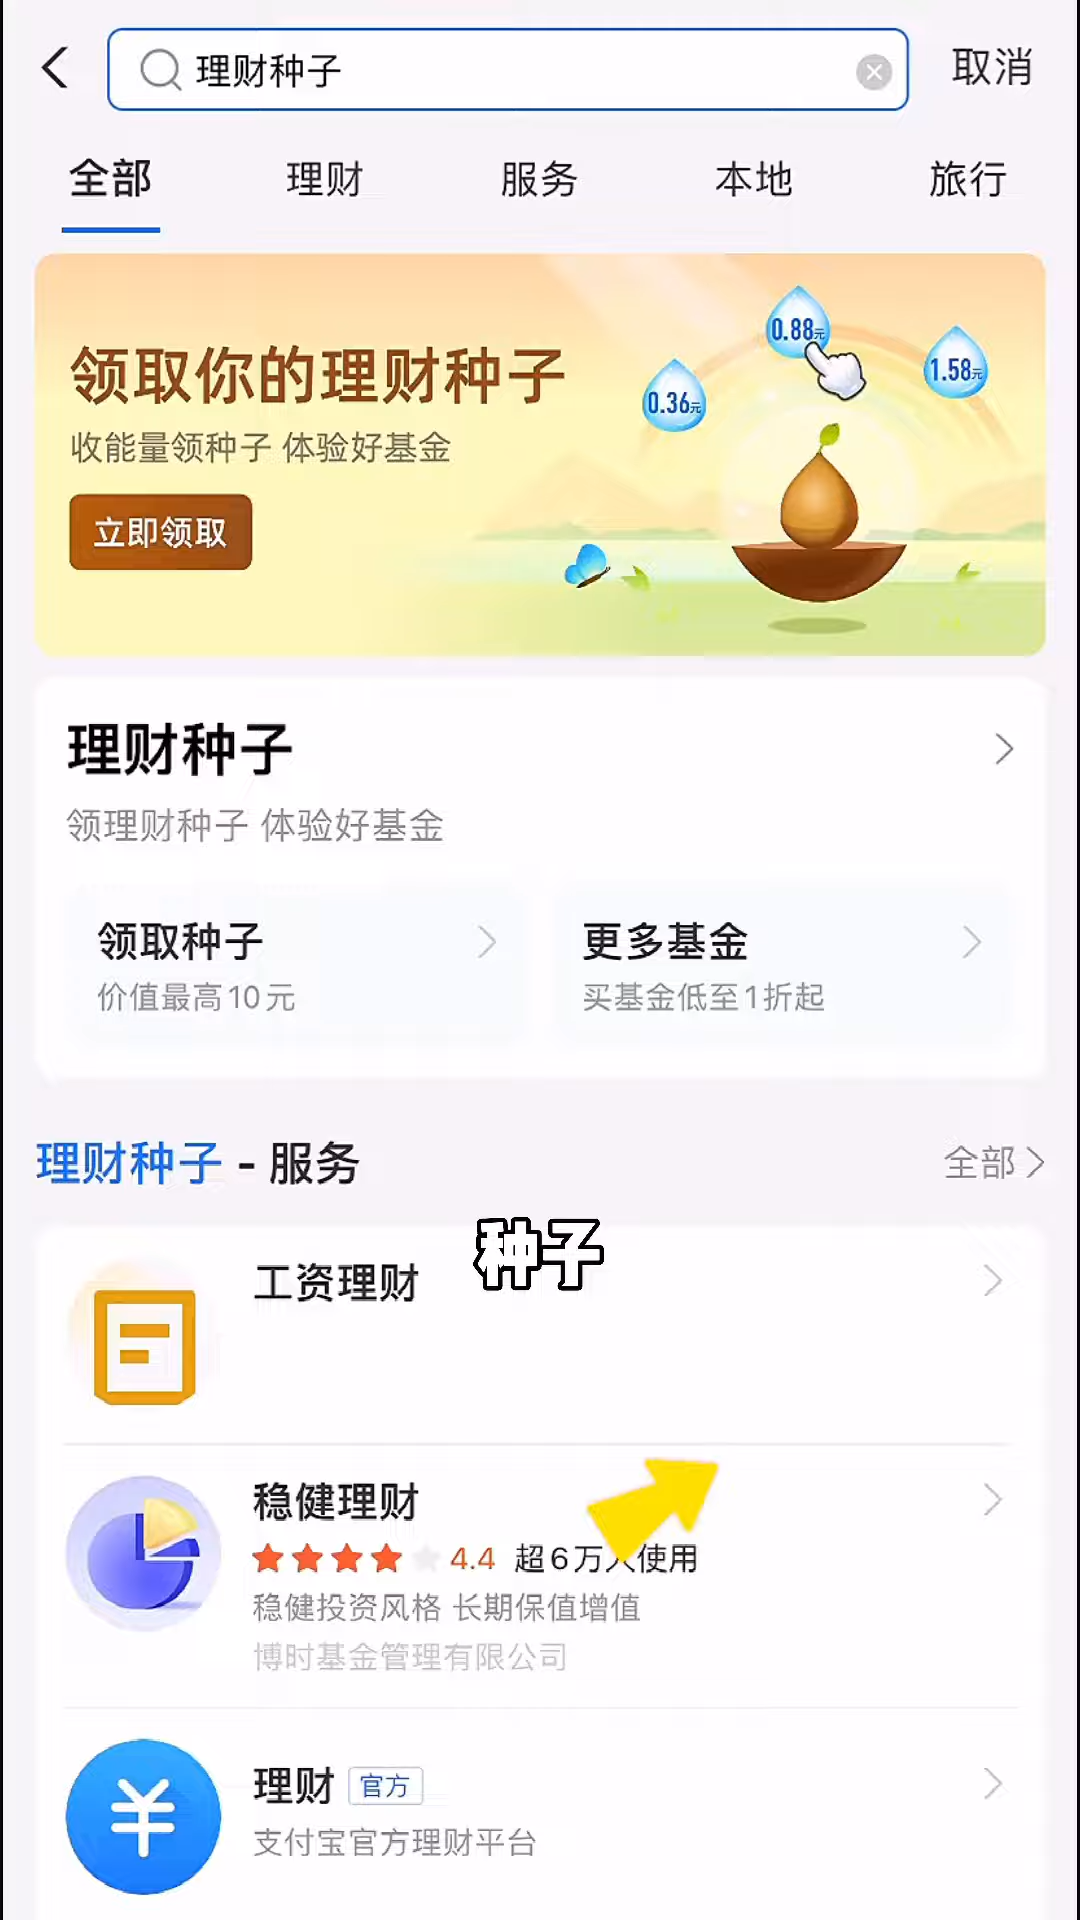 理财种子
取消
全部 理财 服务 本地 旅行
领取你的理财种子
收能量领种子 体验好基金
立即领取
0.36元
0.88元
1.58元
理财种子
领理财种子 体验好基金
领取种子
价值最高10元
更多基金
买基金低至1折起
理财种子 - 服务
全部
种子
工资理财
稳健理财
4.4 超6万人使用
稳健投资风格 长期保值增值
博时基金管理有限公司
理财 官方
支付宝官方理财平台